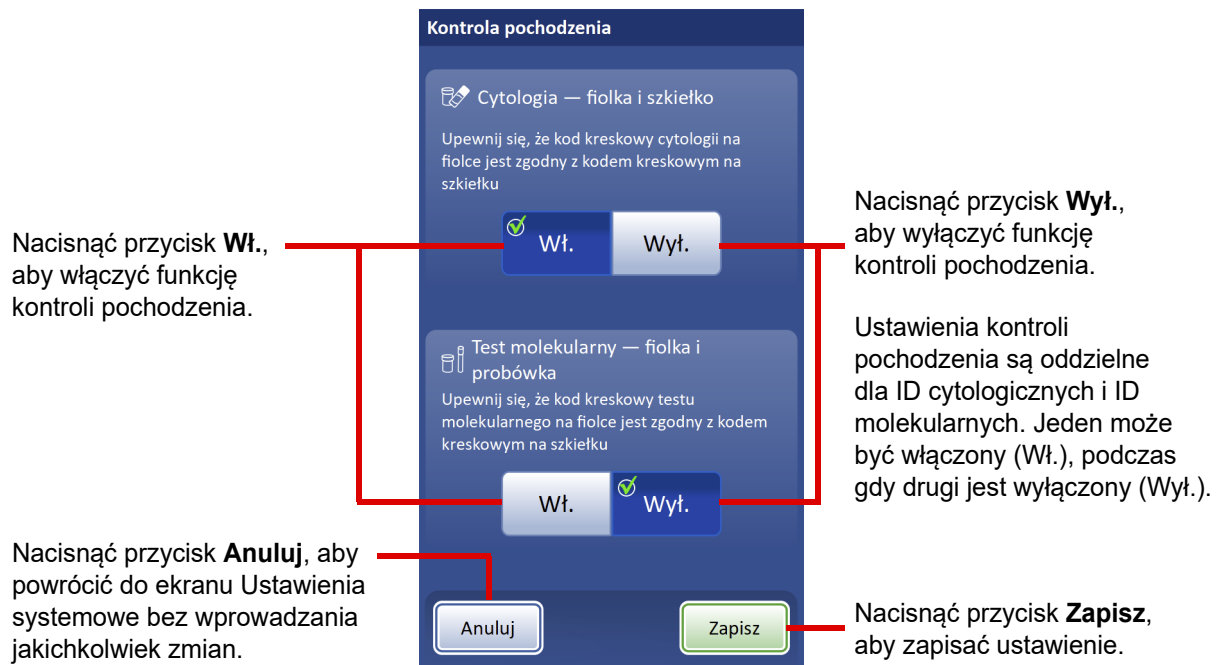 Kontrola pochodzenia
Cytologia — fiolka i szkiełko
Upewnij się, że kod kreskowy cytologii na
fiolce jest zgodny z kodem kreskowym na
szkiełku
Wł.
Wył.
Nacisnąć przycisk Wł.,
aby włączyć funkcję
kontroli pochodzenia.
Nacisnąć przycisk Wył.,
aby wyłączyć funkcję
kontroli pochodzenia.
Ustawienia kontroli
pochodzenia są oddzielne
dla ID cytologicznych i ID
molekularnych. Jeden może
być włączony (Wł.), podczas
gdy drugi jest wyłączony (Wył.).
Test molekularny — fiolka i
probówka
Upewnij się, że kod kreskowy testu
molekularnego na fiolce jest zgodny z kodem
kreskowym na szkiełku
Wł.
Wył.
Nacisnąć przycisk Anuluj, aby
powrócić do ekranu Ustawienia
systemowe bez wprowadzania
jakichkolwiek zmian.
Anuluj
Zapisz
Nacisnąć przycisk Zapisz,
aby zapisać ustawienie.